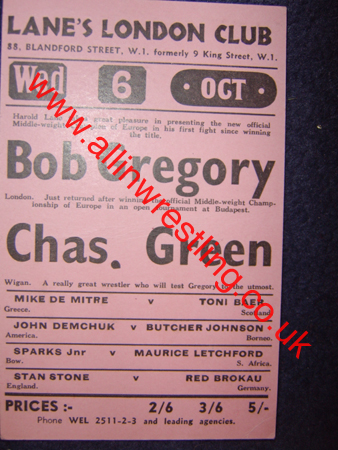 LANE'S LONDON CLUB
88, BLANDFORD STREET, W.1. formerly 9 King Street, W.1.
Wed 6 OCT
Harold Lane great pleasure in presenting the new official
Middle-weight of Europe in his first fight since winning
the title.
Bob Gregory
London. Just returned after winning official Middle-weight Cham-
pionship of Europe in an open tournament at Budapest.
Chas. Green
Wigan. A really great wrestler who will test Gregory to the utmost.
MIKE DE MITRE v TONI BAER
Greece. Scotland
JOHN DEMCHUK v BUTCHER JOHNSON
America. Borneo.
SPARKS Jnr v MAURICE LETCHFORD
Bow. S. Africa.
STAN STONE v RED BROKAU
England. Germany.
PRICES :- 2/6 3/6 5/-
Phone WEL 2511-2-3 and leading agencies.
www.allinwrestling.co.uk